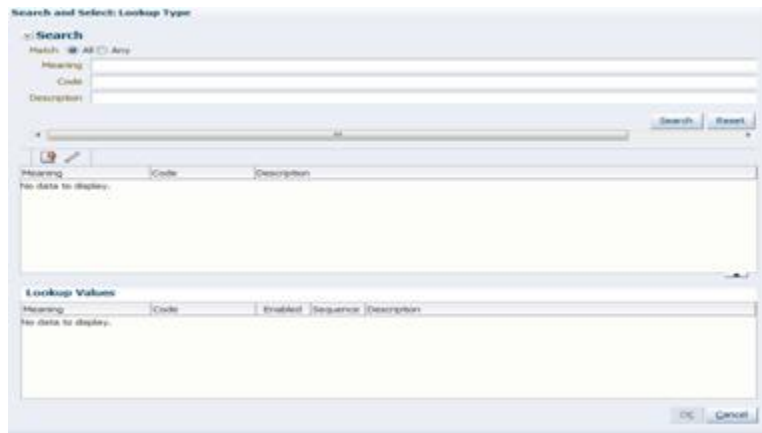 Search and Select: Lookup Type
Search
Match All Any
Meaning
Code
Description
Search Reset
Meaning Code Description
No data to display.
Lookup Values
Meaning Code Enabled Sequence Description
No data to display.
OK Cancel